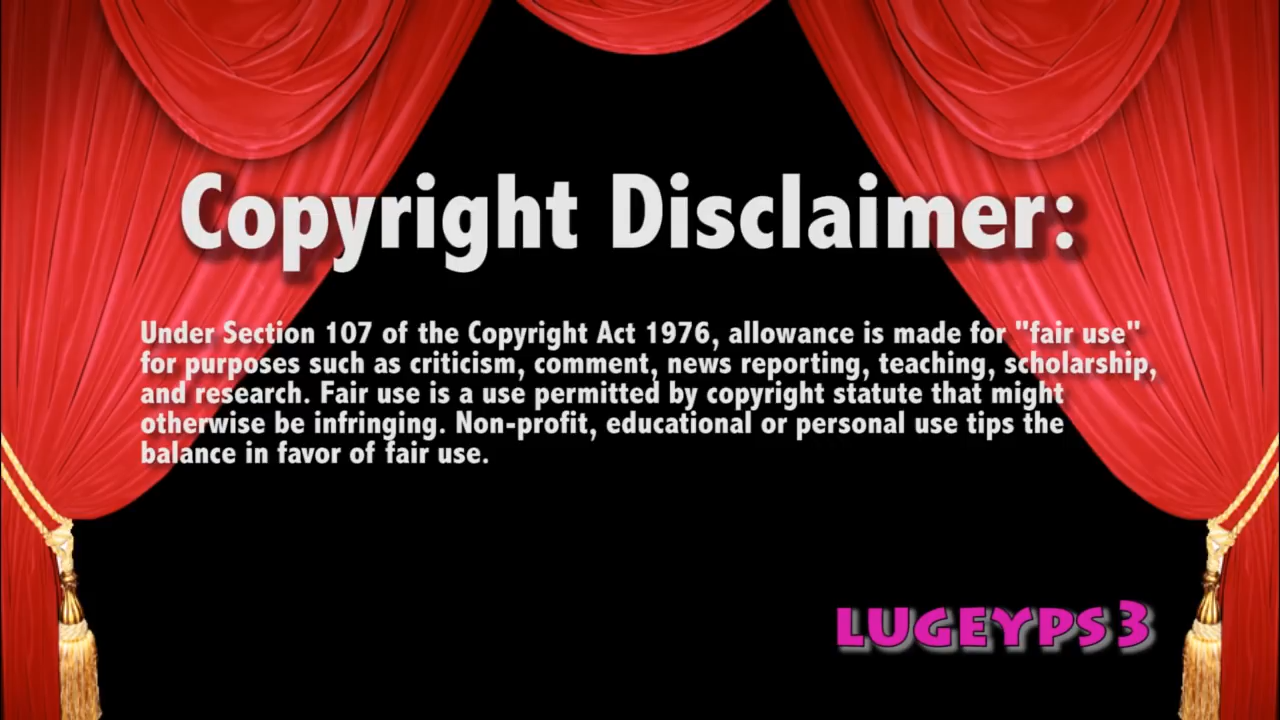 Copyright Disclaimer:
Under Section 107 of the Copyright Act 1976, allowance is made for "fair use"
for purposes such as criticism, comment, news reporting, teaching, scholarship,
and research. Fair use is a use permitted by copyright statute that might
otherwise be infringing. Non-profit, educational or personal use tips the
balance in favor of fair use.
LUGEYPS3